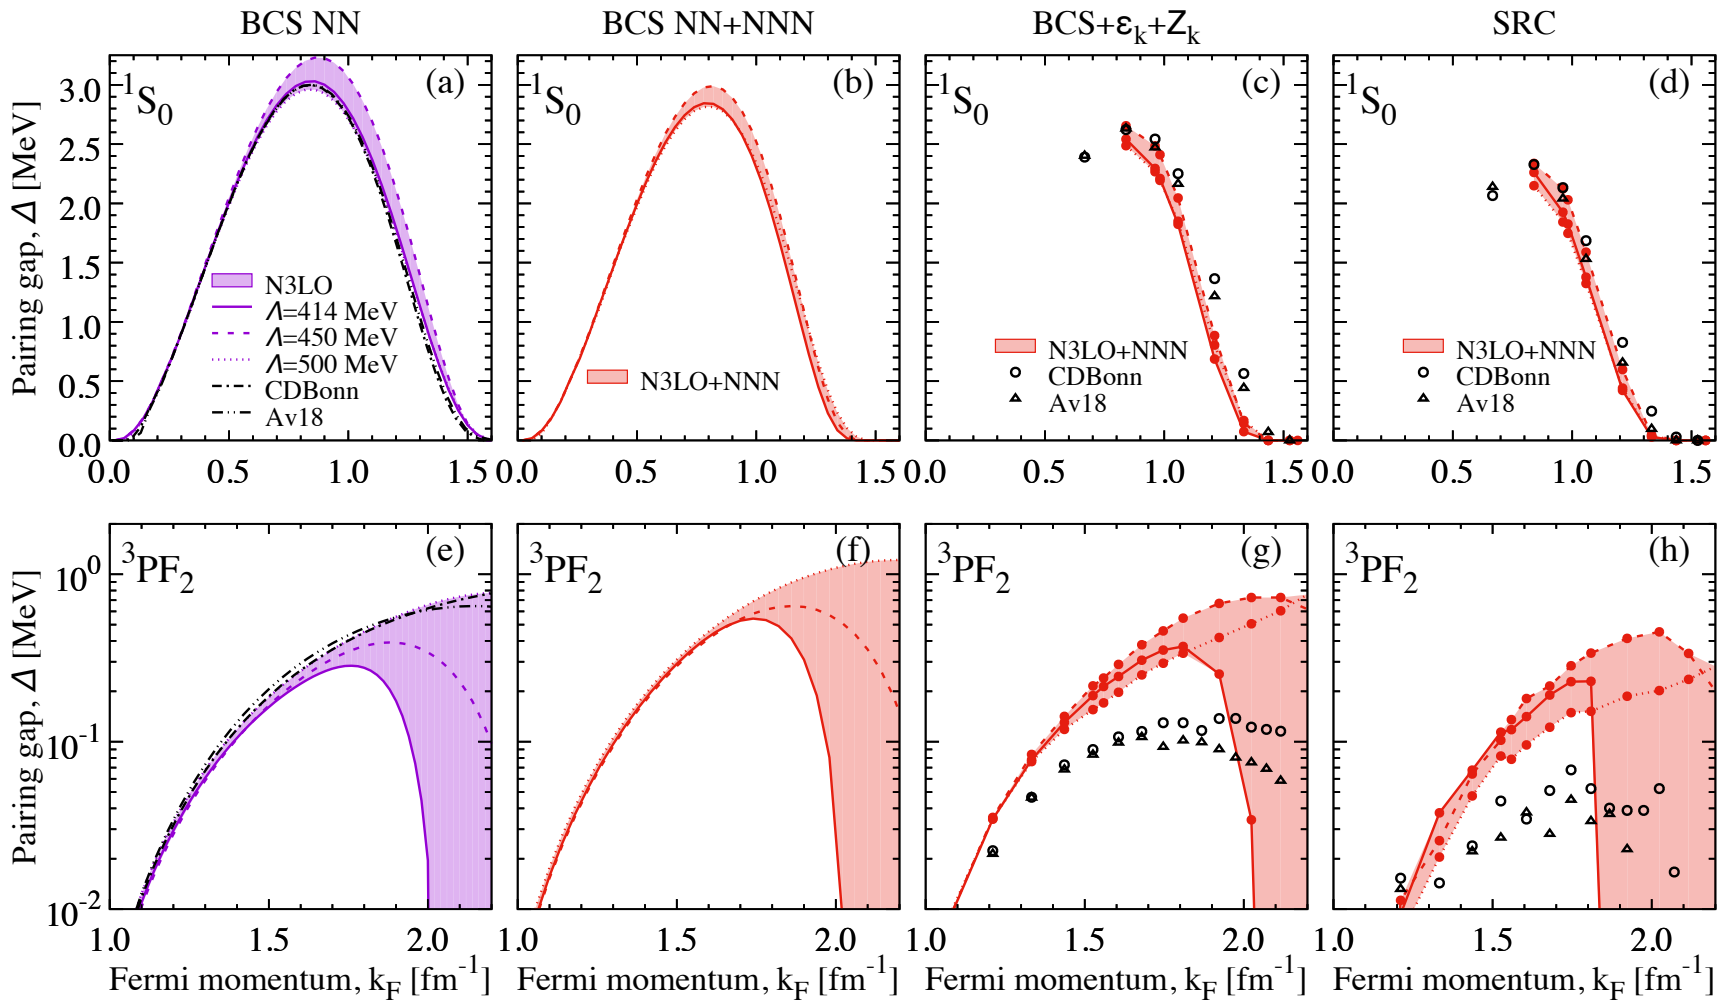 BCS NN
BCS NN+NNN
BCS+εk+Zk
SRC
Pairing gap, Δ [MeV]
3.0
2.5
2.0
1.5
1.0
0.5
0.0
1S0
(a)
N3LO
Λ=414 MeV
Λ=450 MeV
Λ=500 MeV
CDBonn
Av18
1S0
(b)
N3LO+NNN
1S0
(c)
N3LO+NNN
CDBonn
Av18
1S0
(d)
N3LO+NNN
CDBonn
Av18
0.0 0.5 1.0 1.5
0.0 0.5 1.0 1.5
0.0 0.5 1.0 1.5
0.0 0.5 1.0 1.5
Pairing gap, Δ [MeV]
10^0
10^-1
10^-2
3PF2
(e)
3PF2
(f)
3PF2
(g)
3PF2
(h)
1.0 1.5 2.0
1.0 1.5 2.0
1.0 1.5 2.0
1.0 1.5 2.0
Fermi momentum, kF [fm-1]
Fermi momentum, kF [fm-1]
Fermi momentum, kF [fm-1]
Fermi momentum, kF [fm-1]